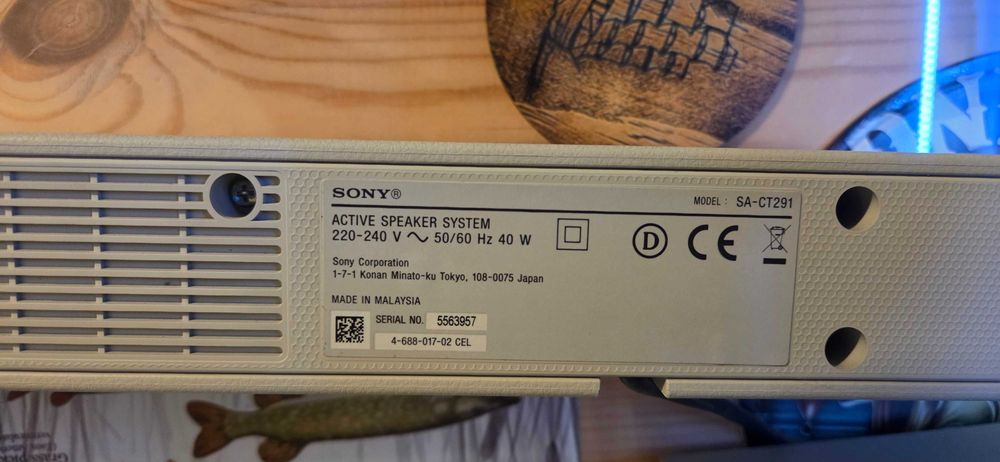 SONY®
MODEL : SA-CT291
ACTIVE SPEAKER SYSTEM
220-240 V ~ 50/60 Hz 40 W
D
CE
Sony Corporation
1-7-1 Konan Minato-ku Tokyo, 108-0075 Japan
MADE IN MALAYSIA
SERIAL NO. 5563957
4-688-017-02 CEL